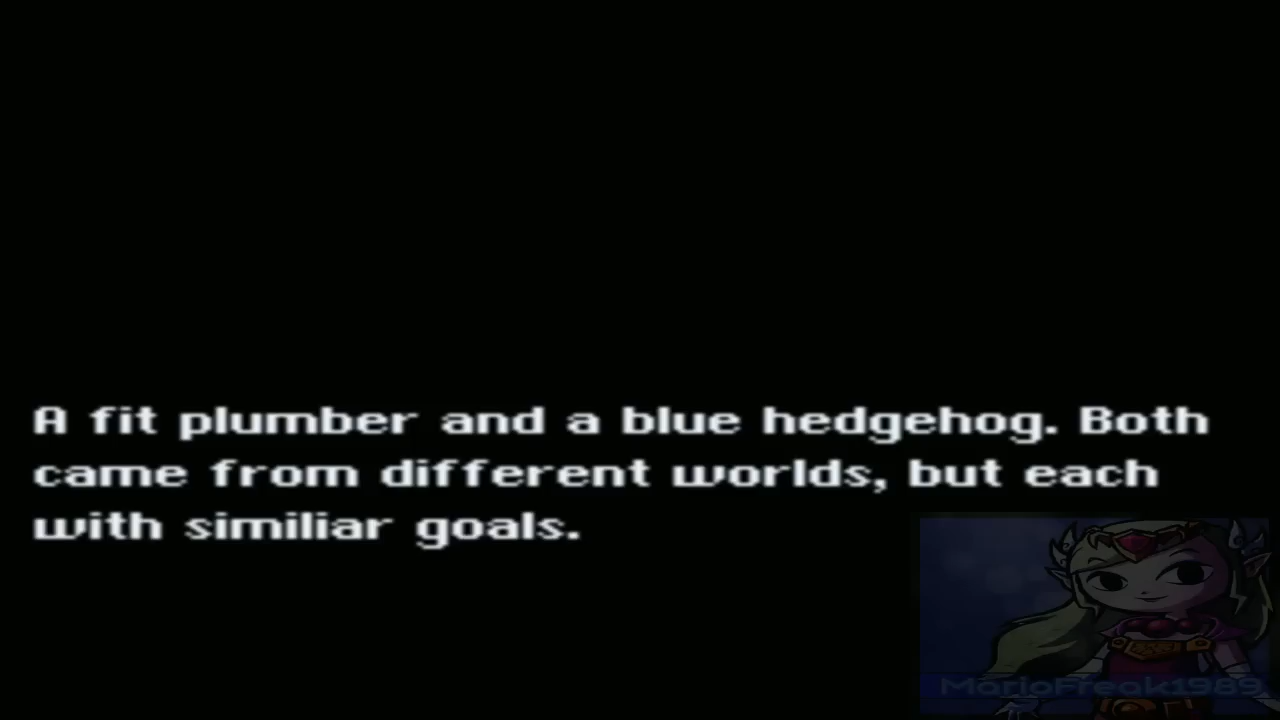 A fit plumber and a blue hedgehog. Both
came from different worlds, but each
with similiar goals.
MarioFreak1989